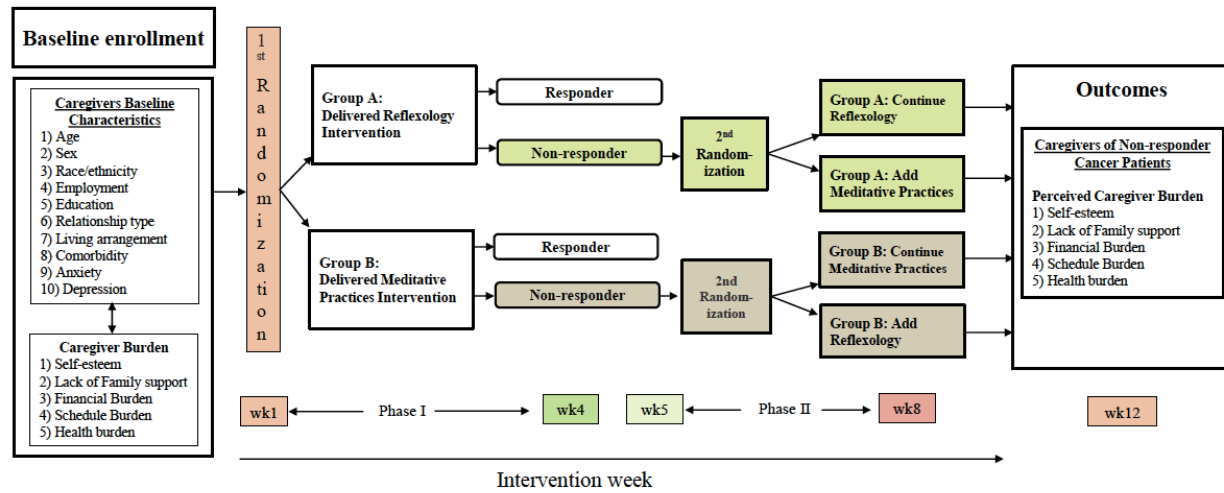 Baseline enrollment
Caregivers Baseline
Characteristics
1) Age
2) Sex
3) Race/ethnicity
4) Employment
5) Education
6) Relationship type
7) Living arrangement
8) Comorbidity
9) Anxiety
10) Depression
Caregiver Burden
1) Self-esteem
2) Lack of Family support
3) Financial Burden
4) Schedule Burden
5) Health burden
1
st
R
a
n
d
o
m
i
z
a
t
i
o
n
Group A:
Delivered Reflexology
Intervention
Responder
Non-responder
2nd
Random-
ization
Group A: Continue
Reflexology
Group A: Add
Meditative Practices
Group B:
Delivered Meditative
Practices Intervention
Responder
Non-responder
2nd
Random-
ization
Group B: Continue
Meditative Practices
Group B: Add
Reflexology
Outcomes
Caregivers of Non-responder
Cancer Patients
Perceived Caregiver Burden
1) Self-esteem
2) Lack of Family support
3) Financial Burden
4) Schedule Burden
5) Health burden
wk1
Phase I
wk4
wk5
Phase II
wk8
wk12
Intervention week